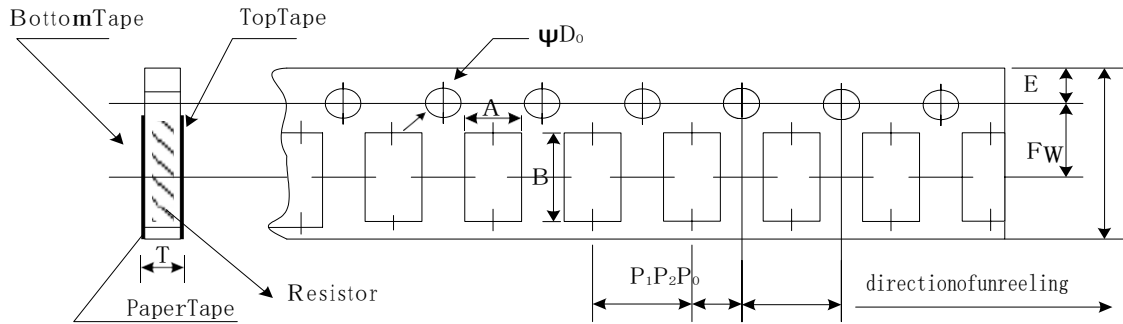 BottomTape
TopTape
ΨD₀
E
A
FW
B
T
P₁P₂P₀
directionofunreeling
Resistor
PaperTape